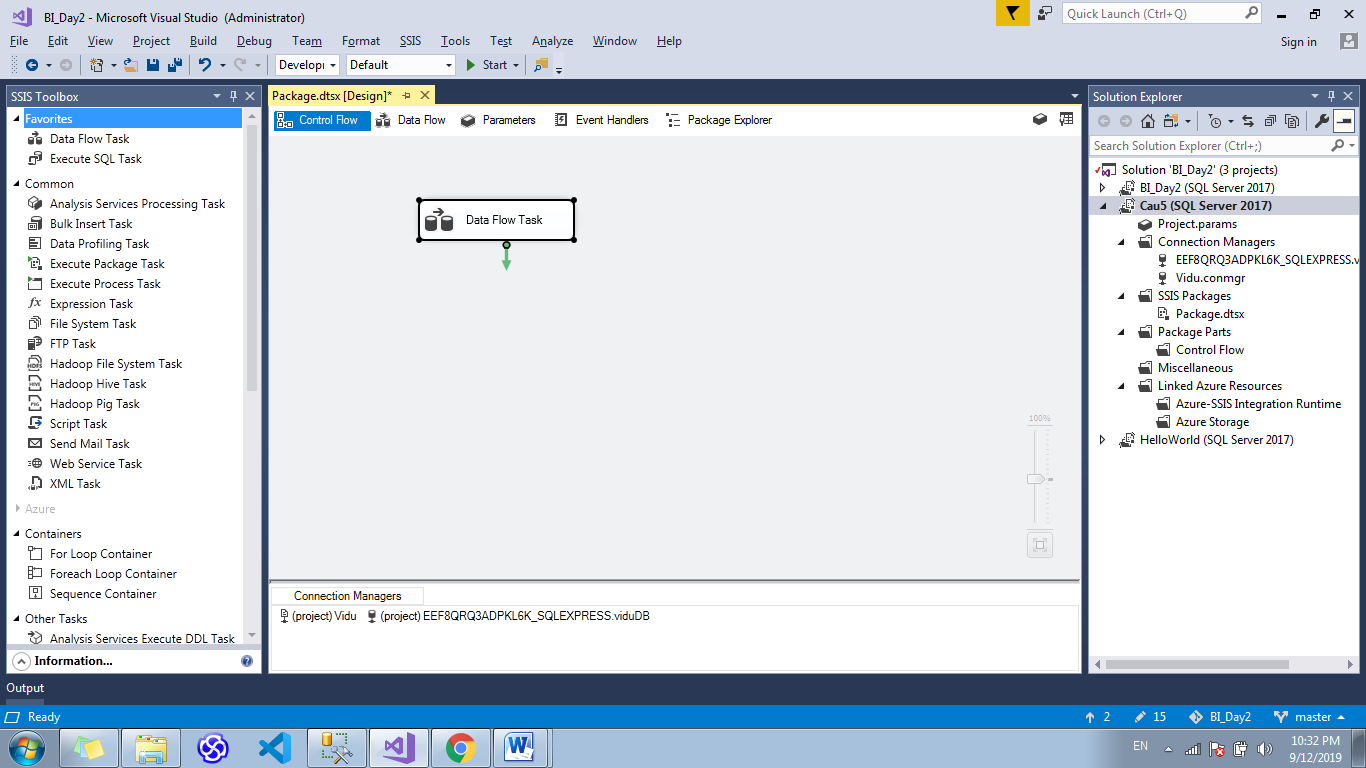 BI_Day2 - Microsoft Visual Studio (Administrator)
Quick Launch (Ctrl+Q)
File Edit View Project Build Debug Team Format SSIS Tools Test Analyze Window Help
Sign in
Developı Default Start
SSIS Toolbox
Favorites
Data Flow Task
Execute SQL Task
Common
Analysis Services Processing Task
Bulk Insert Task
Data Profiling Task
Execute Package Task
Execute Process Task
Expression Task
File System Task
FTP Task
Hadoop File System Task
Hadoop Hive Task
Hadoop Pig Task
Script Task
Send Mail Task
Web Service Task
XML Task
Azure
Containers
For Loop Container
Foreach Loop Container
Sequence Container
Other Tasks
Analysis Services Execute DDL Task
Information...
Package.dtsx [Design]*
Control Flow Data Flow Parameters Event Handlers Package Explorer
Data Flow Task
100%
Connection Managers
(project) Vidu (project) EEF8QRQ3ADPKL6K_SQLEXPRESS.viduDB
Solution Explorer
Search Solution Explorer (Ctrl+;)
Solution 'BI_Day2' (3 projects)
BI_Day2 (SQL Server 2017)
Cau5 (SQL Server 2017)
Project.params
Connection Managers
EEF8QRQ3ADPKL6K_SQLEXPRESS.v
Vidu.conmgr
SSIS Packages
Package.dtsx
Package Parts
Control Flow
Miscellaneous
Linked Azure Resources
Azure-SSIS Integration Runtime
Azure Storage
HelloWorld (SQL Server 2017)
Output
Ready
2 15 BI_Day2 master
EN
10:32 PM
9/12/2019